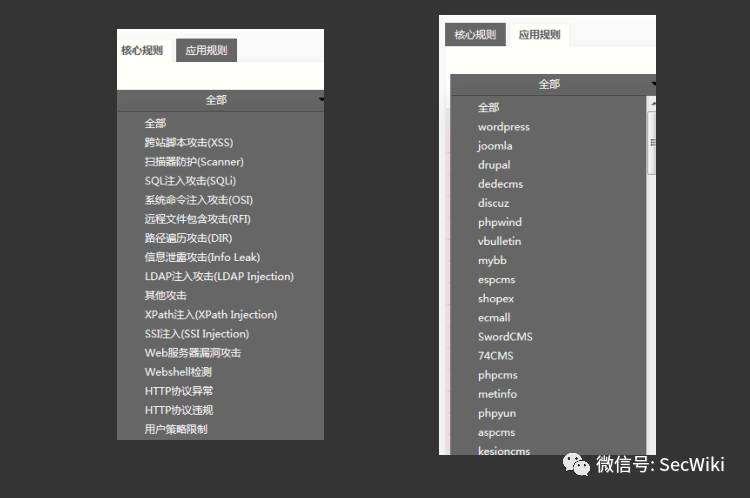 核心规则 应用规则
全部
全部
跨站脚本攻击(XSS)
扫描器防护(Scanner)
SQL注入攻击(SQLi)
系统命令注入攻击(OSI)
远程文件包含攻击(RFI)
路径遍历攻击(DIR)
信息泄露攻击(Info Leak)
LDAP注入攻击(LDAP Injection)
其他攻击
XPath注入(XPath Injection)
SSI注入(SSI Injection)
Web服务器漏洞攻击
Webshell检测
HTTP协议异常
HTTP协议违规
用户策略限制
核心规则 应用规则
全部
全部
wordpress
joomla
drupal
dedecms
discuz
phpwind
vbulletin
mybb
espcms
shopex
ecmall
SwordCMS
74CMS
phpcms
metinfo
phpyun
aspcms
kesioncms
微信号: SecWiki